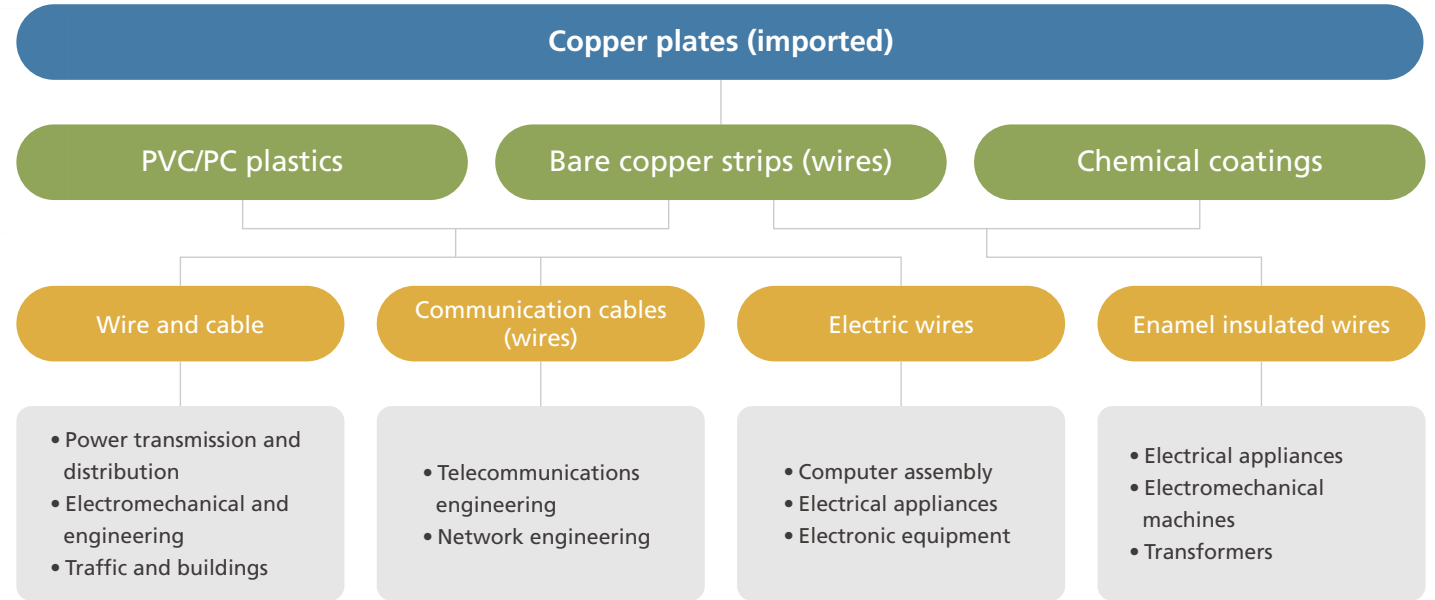 Copper plates (imported)
PVC/PC plastics
Bare copper strips (wires)
Chemical coatings
Wire and cable
Communication cables
(wires)
Electric wires
Enamel insulated wires
• Power transmission and
distribution
• Electromechanical and
engineering
• Traffic and buildings
• Telecommunications
engineering
• Network engineering
• Computer assembly
• Electrical appliances
• Electronic equipment
• Electrical appliances
• Electromechanical
machines
• Transformers